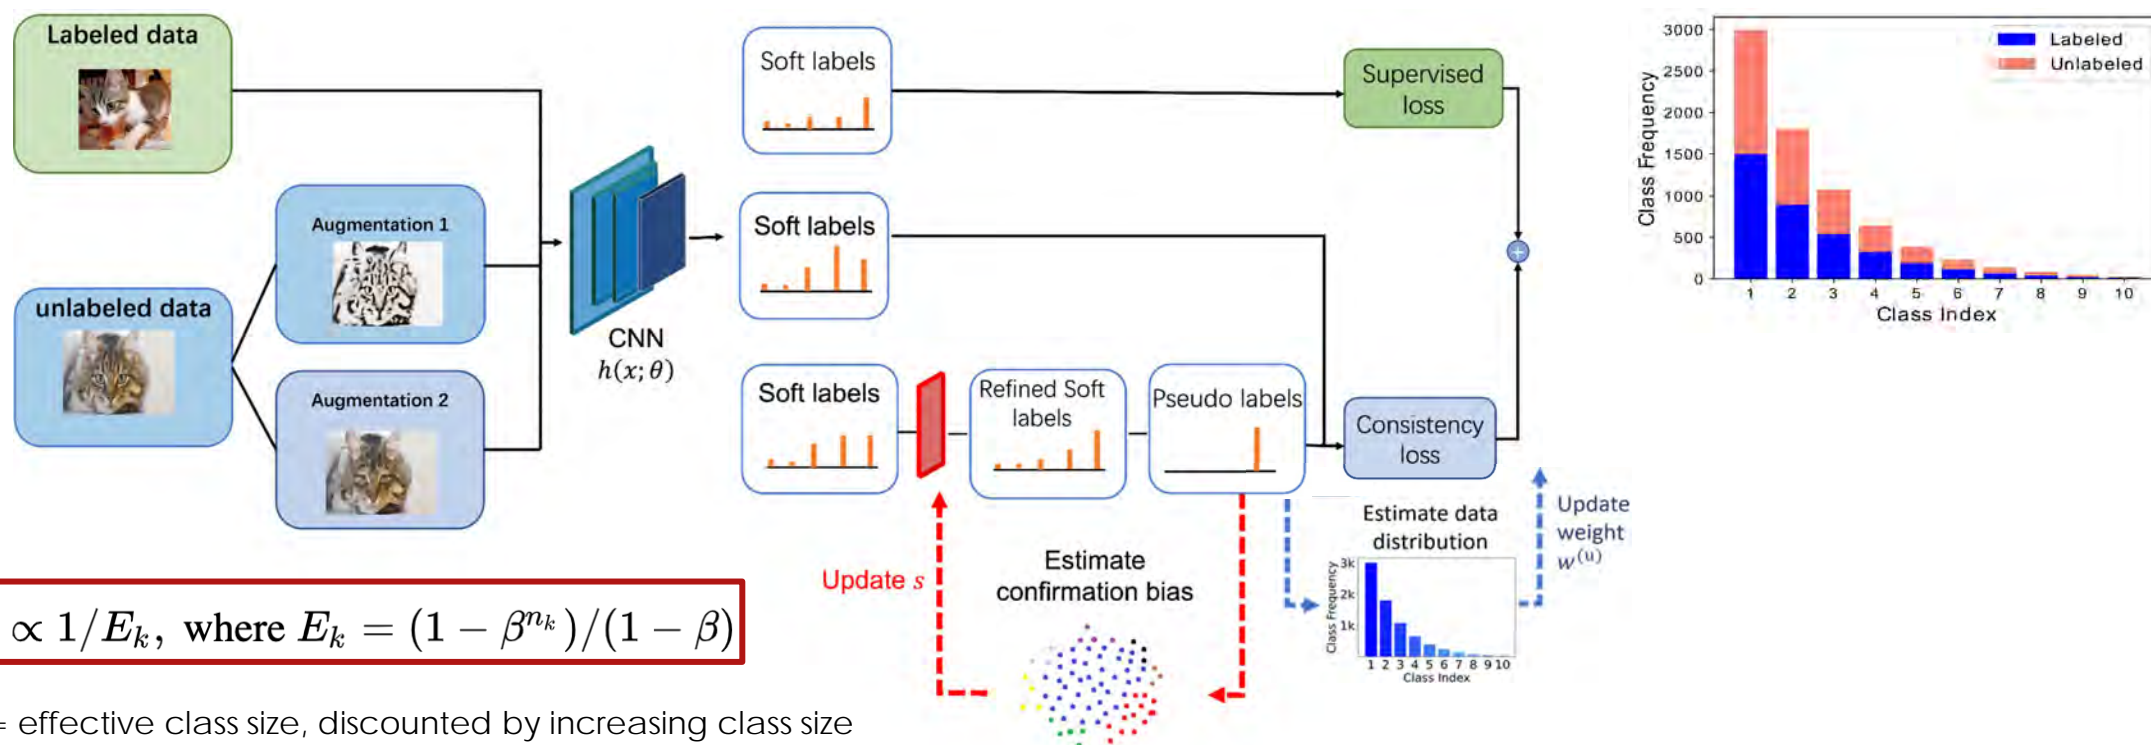 Labeled data
unlabeled data
Augmentation 1
Augmentation 2
CNN
h(x; θ)
Soft labels
Soft labels
Soft labels
Refined Soft
labels
Pseudo labels
Supervised
loss
Consistency
loss
+
Update s
Estimate
confirmation bias
Estimate data
distribution
Class Frequency
3k
2k
1k
1 2 3 4 5 6 7 8 9 10
Class Index
Update
weight
w^(u)
∝ 1/E_k, where E_k = (1 − β^{n_k})/(1 − β)
= effective class size, discounted by increasing class size
Class Frequency
3000
2500
2000
1500
1000
500
0
1 2 3 4 5 6 7 8 9 10
Class Index
Labeled
Unlabeled